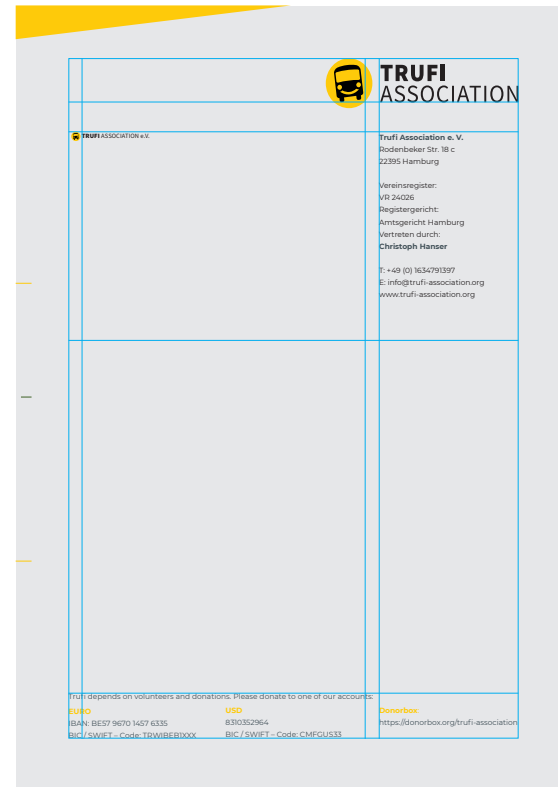 TRUFI
ASSOCIATION
TRUFI ASSOCIATION e.V.
Trufi Association e. V.
Rodenbeker Str. 18 c
22395 Hamburg
Vereinsregister:
VR 24026
Registergericht:
Amtsgericht Hamburg
Vertreten durch:
Christoph Hanser
T: +49 (0) 1634791397
E: info@trufi-association.org
www.trufi-association.org
Trufi depends on volunteers and donations. Please donate to one of our accounts:
EURO
IBAN: BE57 9670 1457 6335
BIC / SWIFT – Code: TRWIBEB1XXX
USD
8310352964
BIC / SWIFT – Code: CMFGUS33
Donorbox
https://donorbox.org/trufi-association